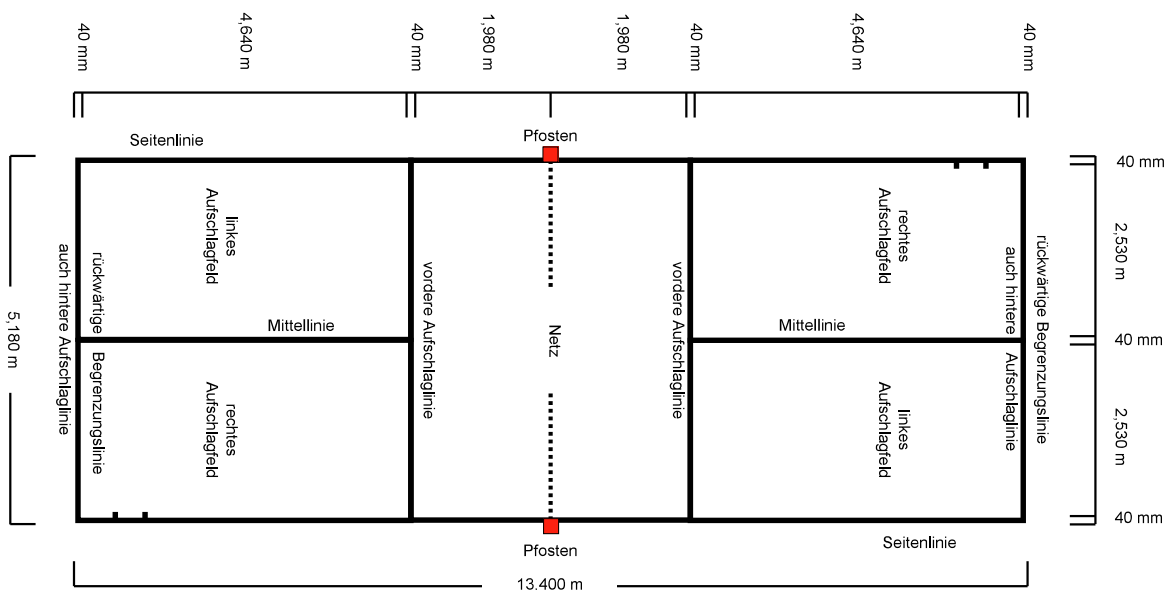 40 mm
4,640 m
40 mm
1,980 m
1,980 m
40 mm
4,640 m
40 mm
Seitenlinie
Pfosten
40 mm
2,530 m
40 mm
2,530 m
40 mm
5,180 m
auch hintere Aufschlaglinie
rückwärtige Begrenzungslinie
linkes
Aufschlagfeld
Mittellinie
rechtes
Aufschlagfeld
vordere Aufschlaglinie
Netz
vordere Aufschlaglinie
rechtes
Aufschlagfeld
Mittellinie
linkes
Aufschlagfeld
auch hintere Aufschlaglinie
rückwärtige Begrenzungslinie
Pfosten
Seitenlinie
13.400 m